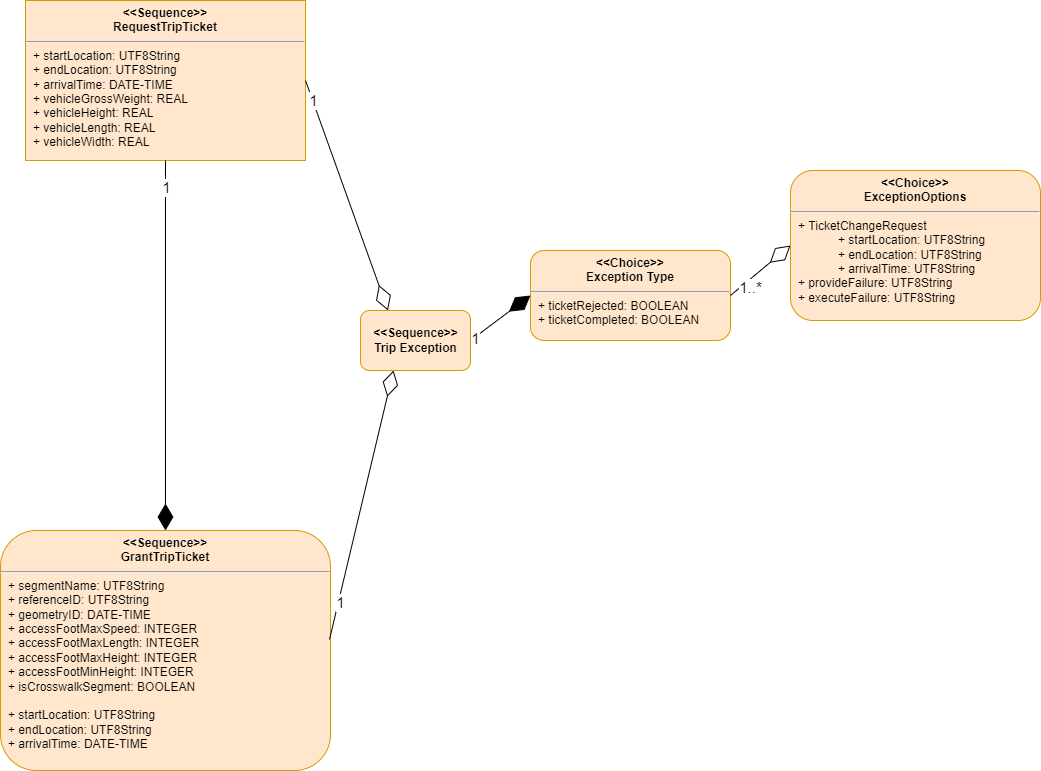 <<Sequence>>
RequestTripTicket
+ startLocation: UTF8String
+ endLocation: UTF8String
+ arrivalTime: DATE-TIME
+ vehicleGrossWeight: REAL
+ vehicleHeight: REAL
+ vehicleLength: REAL
+ vehicleWidth: REAL
1
1
<<Choice>>
ExceptionOptions
+ TicketChangeRequest
+ startLocation: UTF8String
+ endLocation: UTF8String
+ arrivalTime: UTF8String
+ provideFailure: UTF8String
+ executeFailure: UTF8String
<<Choice>>
Exception Type
+ ticketRejected: BOOLEAN
+ ticketCompleted: BOOLEAN
1..*
<<Sequence>>
Trip Exception
1
<<Sequence>>
GrantTripTicket
+ segmentName: UTF8String
+ referenceID: UTF8String
+ geometryID: DATE-TIME
+ accessFootMaxSpeed: INTEGER
+ accessFootMaxLength: INTEGER
+ accessFootMaxHeight: INTEGER
+ accessFootMinHeight: INTEGER
+ isCrosswalkSegment: BOOLEAN
+ startLocation: UTF8String
+ endLocation: UTF8String
+ arrivalTime: DATE-TIME
1